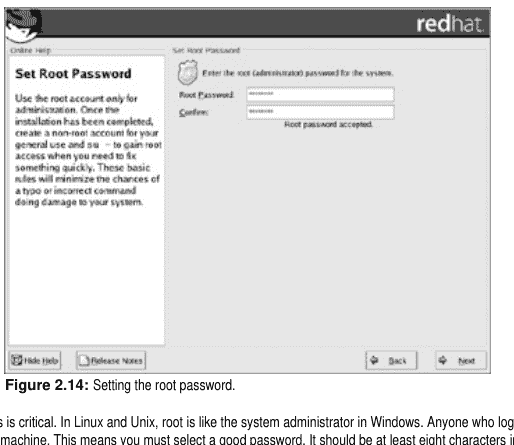 redhat.
Online Help
Set Root Password
Use the root account only for
administration. Once the
installation has been completed,
create a non-root account for your
general use and su - to gain root
access when you need to fix
something quickly. These basic
rules will minimize the chances of
a typo or incorrect command
doing damage to your system.
Set Root Password
Enter the root (administrator) password for the system.
Root Password:
********
Confirm:
********
Root password accepted.
Hide Help
Release Notes
Back
Next
Figure 2.14: Setting the root password.
s is critical. In Linux and Unix, root is like the system administrator in Windows. Anyone who log
machine. This means you must select a good password. It should be at least eight characters i